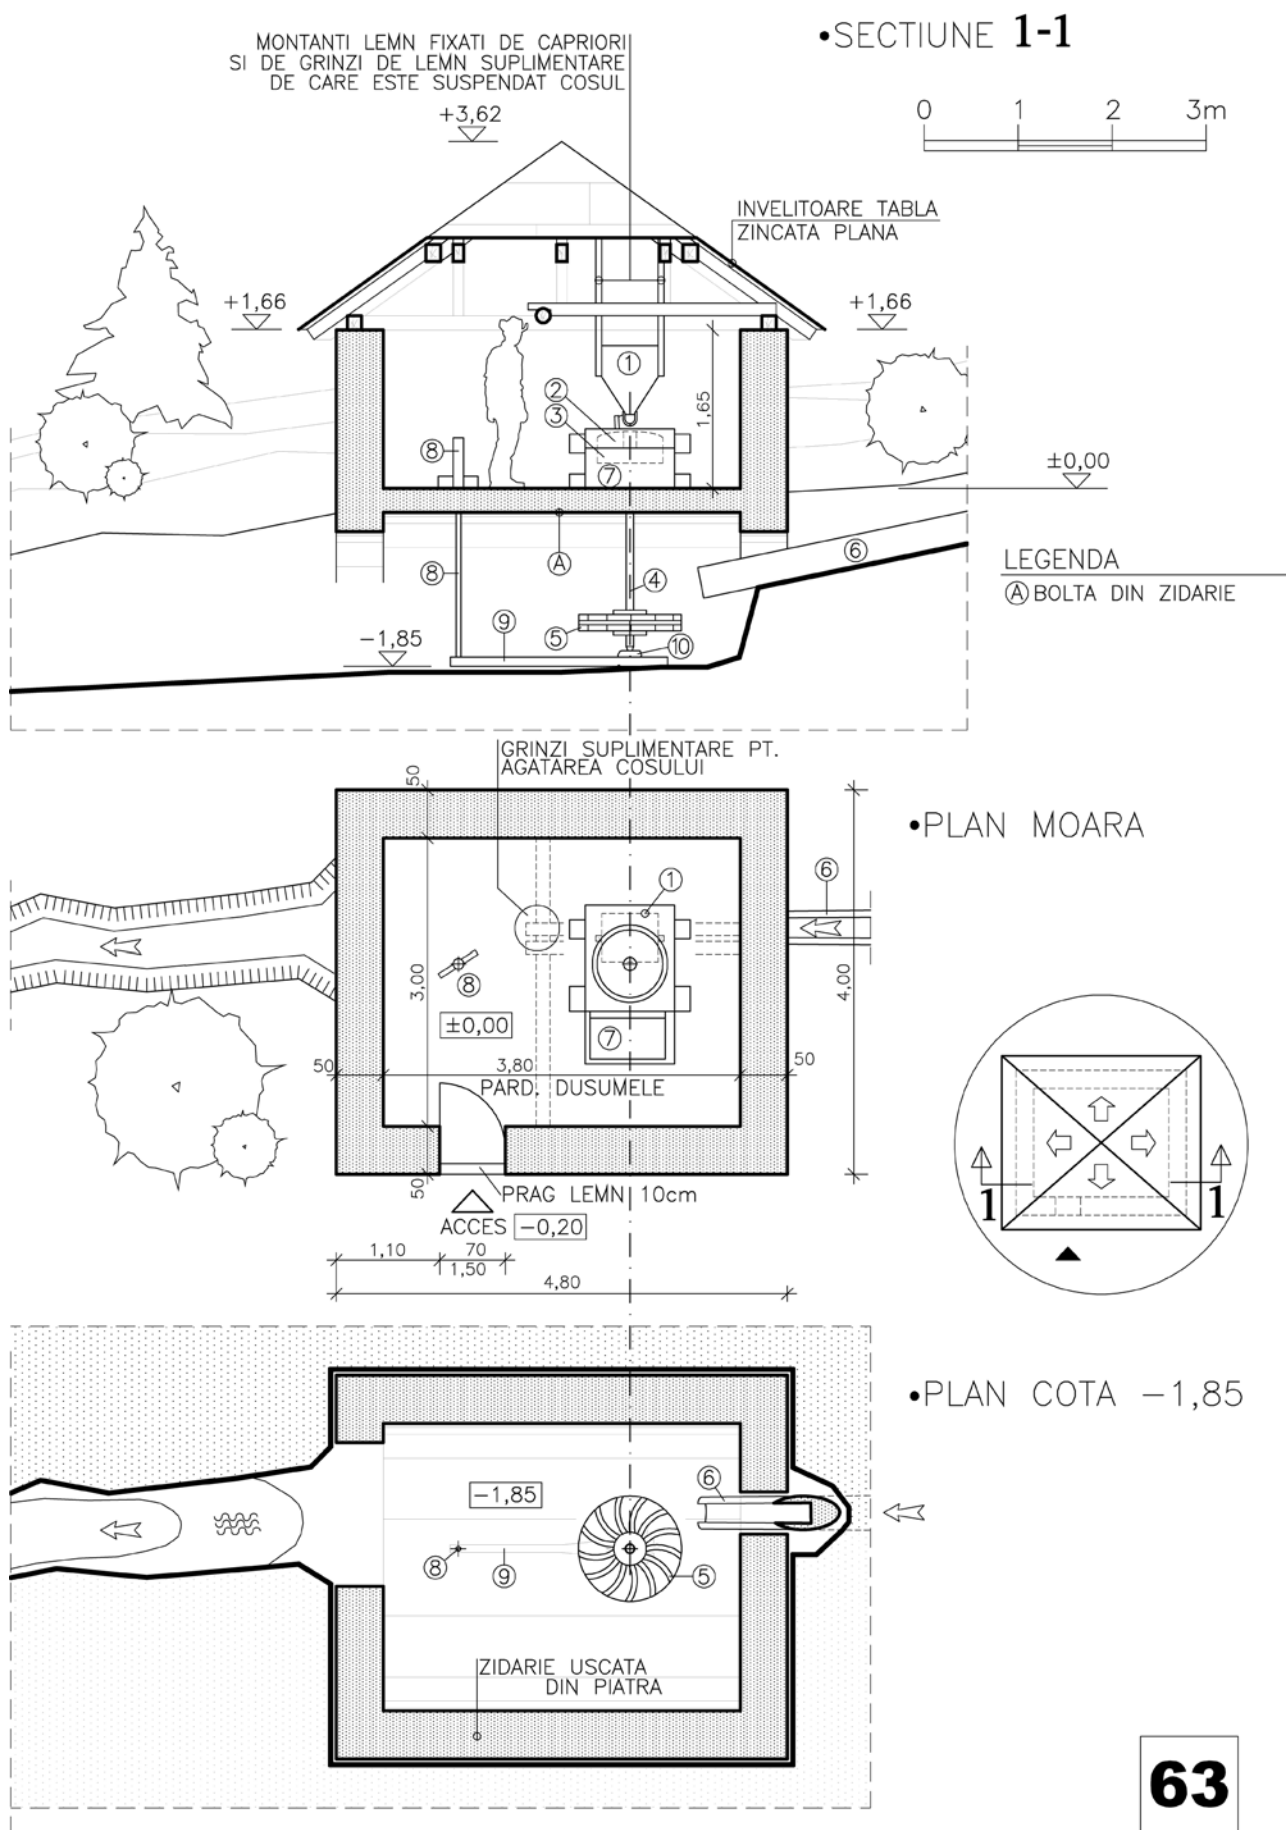 •SECTIUNE 1-1
MONTANTI LEMN FIXATI DE CAPRIORI
SI DE GRINZI DE LEMN SUPLIMENTARE
DE CARE ESTE SUSPENDAT COSUL
0 1 2 3m
+3,62
INVELITOARE TABLA
ZINCATA PLANA
+1,66
+1,66
1
2
3
1,65
8
7
±0,00
6
LEGENDA
A BOLTA DIN ZIDARIE
A
8
4
9
5
10
-1,85
GRINZI SUPLIMENTARE PT.
AGATAREA COSULUI
50
•PLAN MOARA
1
6
3,00
8
4,00
±0,00
7
50
3,80
50
PARD. DUSUMELE
50
PRAG LEMN 10cm
ACCES -0,20
1 1
1,10
70
1,50
4,80
•PLAN COTA -1,85
6
-1,85
8
9
5
ZIDARIE USCATA
DIN PIATRA
63